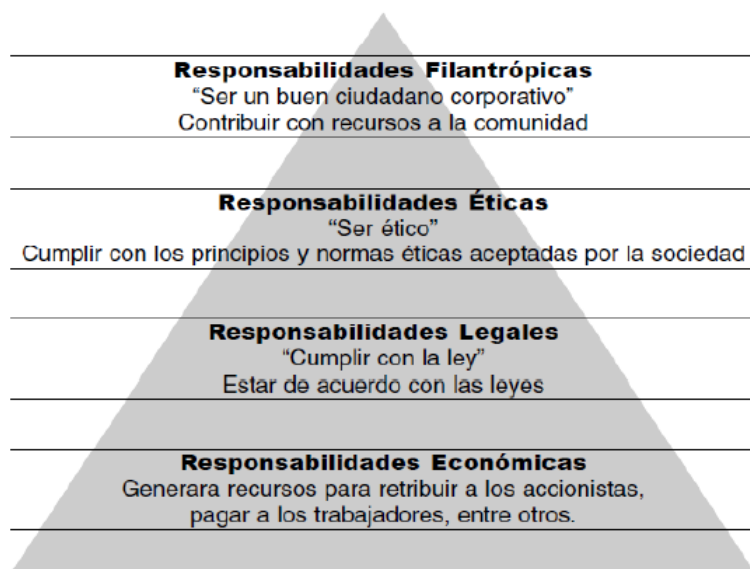 Responsabilidades Filantrópicas
“Ser un buen ciudadano corporativo”
Contribuir con recursos a la comunidad
Responsabilidades Éticas
“Ser ético”
Cumplir con los principios y normas éticas aceptadas por la sociedad
Responsabilidades Legales
“Cumplir con la ley”
Estar de acuerdo con las leyes
Responsabilidades Económicas
Generara recursos para retribuir a los accionistas,
pagar a los trabajadores, entre otros.